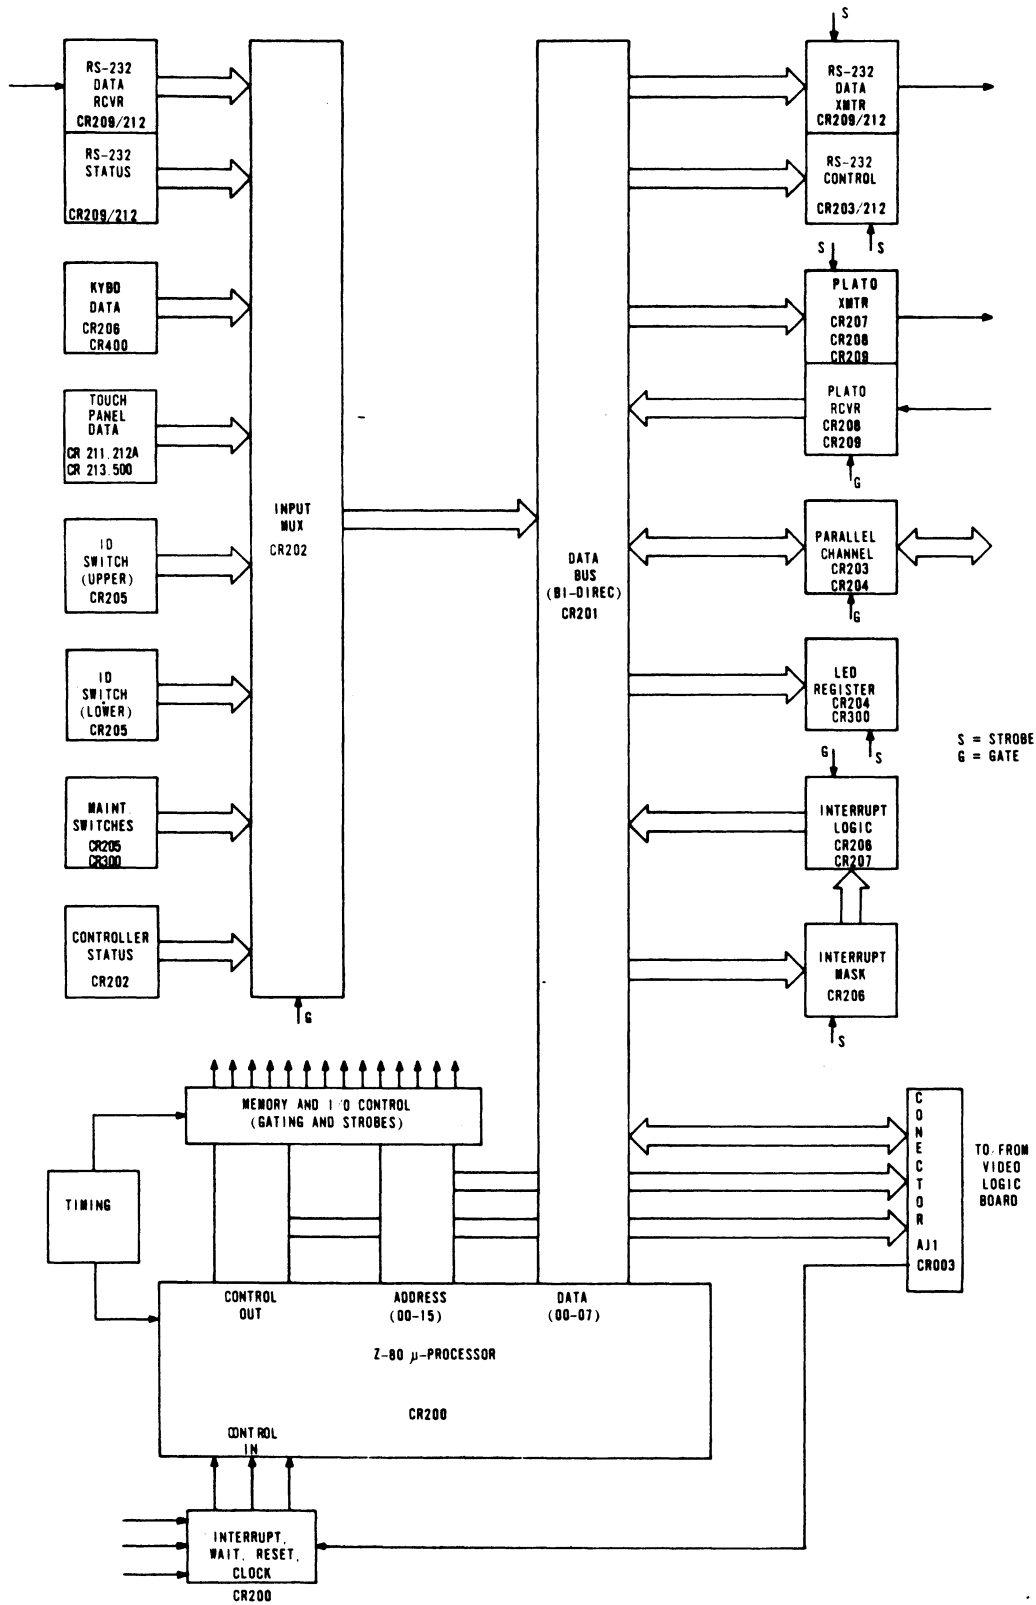 S
RS-232
DATA
RCVR
CR209/212
RS-232
STATUS
CR209/212
KYBD
DATA
CR206
CR400
TOUCH
PANEL
DATA
CR 211.212A
CR 213.500
ID
SWITCH
(UPPER)
CR205
ID
SWITCH
(LOWER)
CR205
MAINT.
SWITCHES
CR205
CR300
CONTROLLER
STATUS
CR202
INPUT
MUX
CR202
G
DATA
BUS
(BI-DIREC)
CR201
RS-232
DATA
XMTR
CR209/212
RS-232
CONTROL
CR203/212
S
S
PLATO
XMTR
CR207
CR208
CR209
PLATO
RCVR
CR208
CR209
G
PARALLEL
CHANNEL
CR203
CR204
G
LED
REGISTER
CR204
CR300
S
S = STROBE
G = GATE
G
INTERRUPT
LOGIC
CR206
CR207
INTERRUPT
MASK
CR206
S
MEMORY AND I/O CONTROL
(GATING AND STROBES)
TIMING
CONECTOR
AJ1
CR003
TO/FROM
VIDEO
LOGIC
BOARD
CONTROL
OUT
ADDRESS
(00-15)
DATA
(00-07)
Z-80 μ-PROCESSOR
CR200
CONTROL
IN
INTERRUPT,
WAIT, RESET,
CLOCK
CR200